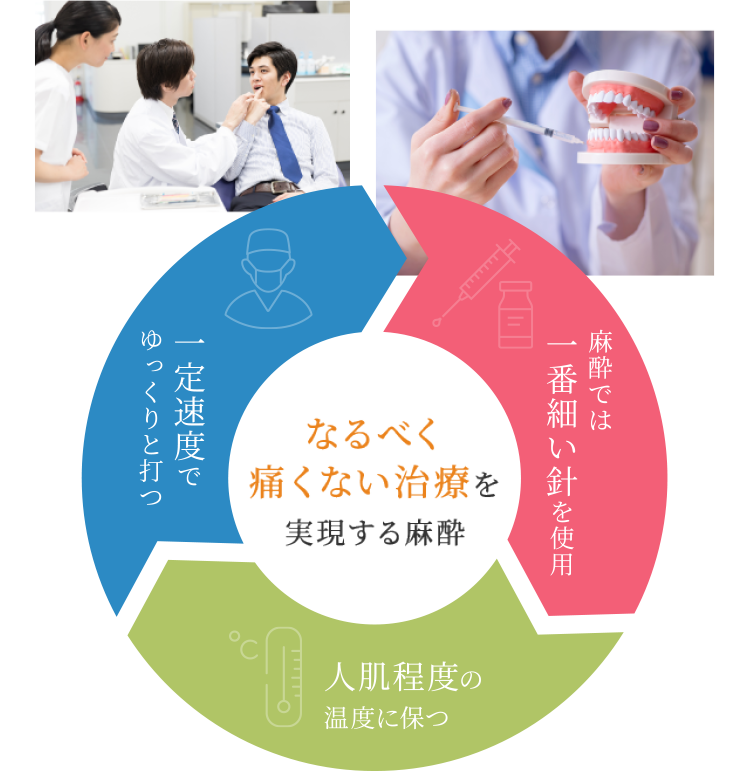 なるべく
痛くない治療を
実現する麻酔
麻酔では
一番細い針を使用
人肌程度の
温度に保つ
一定速度で
ゆっくりと打つ
℃